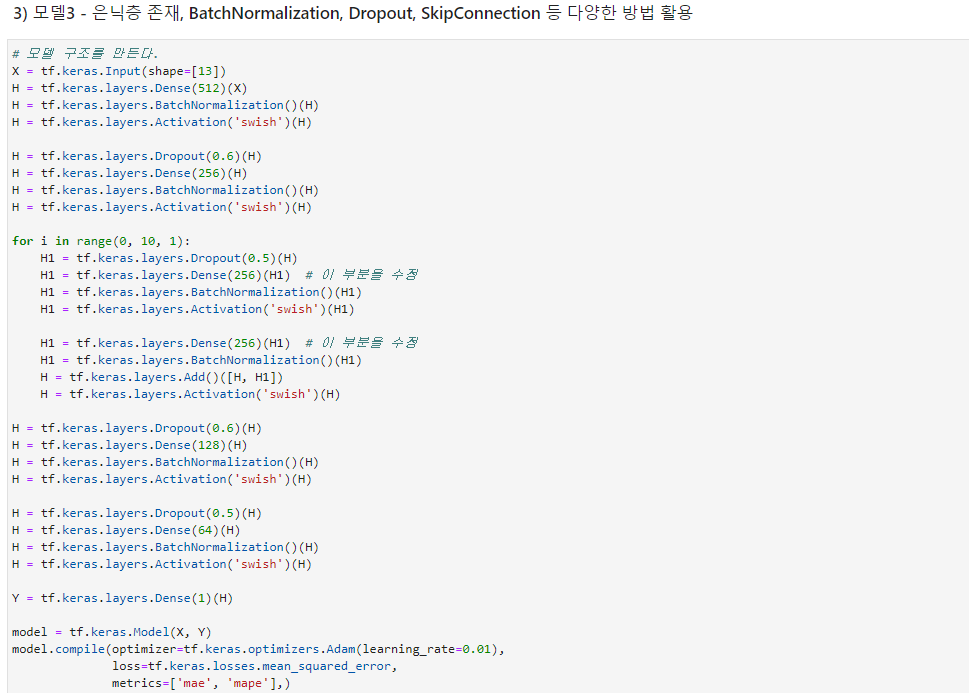 3) 모델3 - 은닉층 존재, BatchNormalization, Dropout, SkipConnection 등 다양한 방법 활용
# 모델 구조를 만든다.
X = tf.keras.Input(shape=[13])
H = tf.keras.layers.Dense(512)(X)
H = tf.keras.layers.BatchNormalization()(H)
H = tf.keras.layers.Activation('swish')(H)

H = tf.keras.layers.Dropout(0.6)(H)
H = tf.keras.layers.Dense(256)(H)
H = tf.keras.layers.BatchNormalization()(H)
H = tf.keras.layers.Activation('swish')(H)

for i in range(0, 10, 1):
    H1 = tf.keras.layers.Dropout(0.5)(H)
    H1 = tf.keras.layers.Dense(256)(H1)  # 이 부분을 수정
    H1 = tf.keras.layers.BatchNormalization()(H1)
    H1 = tf.keras.layers.Activation('swish')(H1)

    H1 = tf.keras.layers.Dense(256)(H1)  # 이 부분을 수정
    H1 = tf.keras.layers.BatchNormalization()(H1)
    H = tf.keras.layers.Add()([H, H1])
    H = tf.keras.layers.Activation('swish')(H)

H = tf.keras.layers.Dropout(0.6)(H)
H = tf.keras.layers.Dense(128)(H)
H = tf.keras.layers.BatchNormalization()(H)
H = tf.keras.layers.Activation('swish')(H)

H = tf.keras.layers.Dropout(0.5)(H)
H = tf.keras.layers.Dense(64)(H)
H = tf.keras.layers.BatchNormalization()(H)
H = tf.keras.layers.Activation('swish')(H)

Y = tf.keras.layers.Dense(1)(H)

model = tf.keras.Model(X, Y)
model.compile(optimizer=tf.keras.optimizers.Adam(learning_rate=0.01),
              loss=tf.keras.losses.mean_squared_error,
              metrics=['mae', 'mape'],)